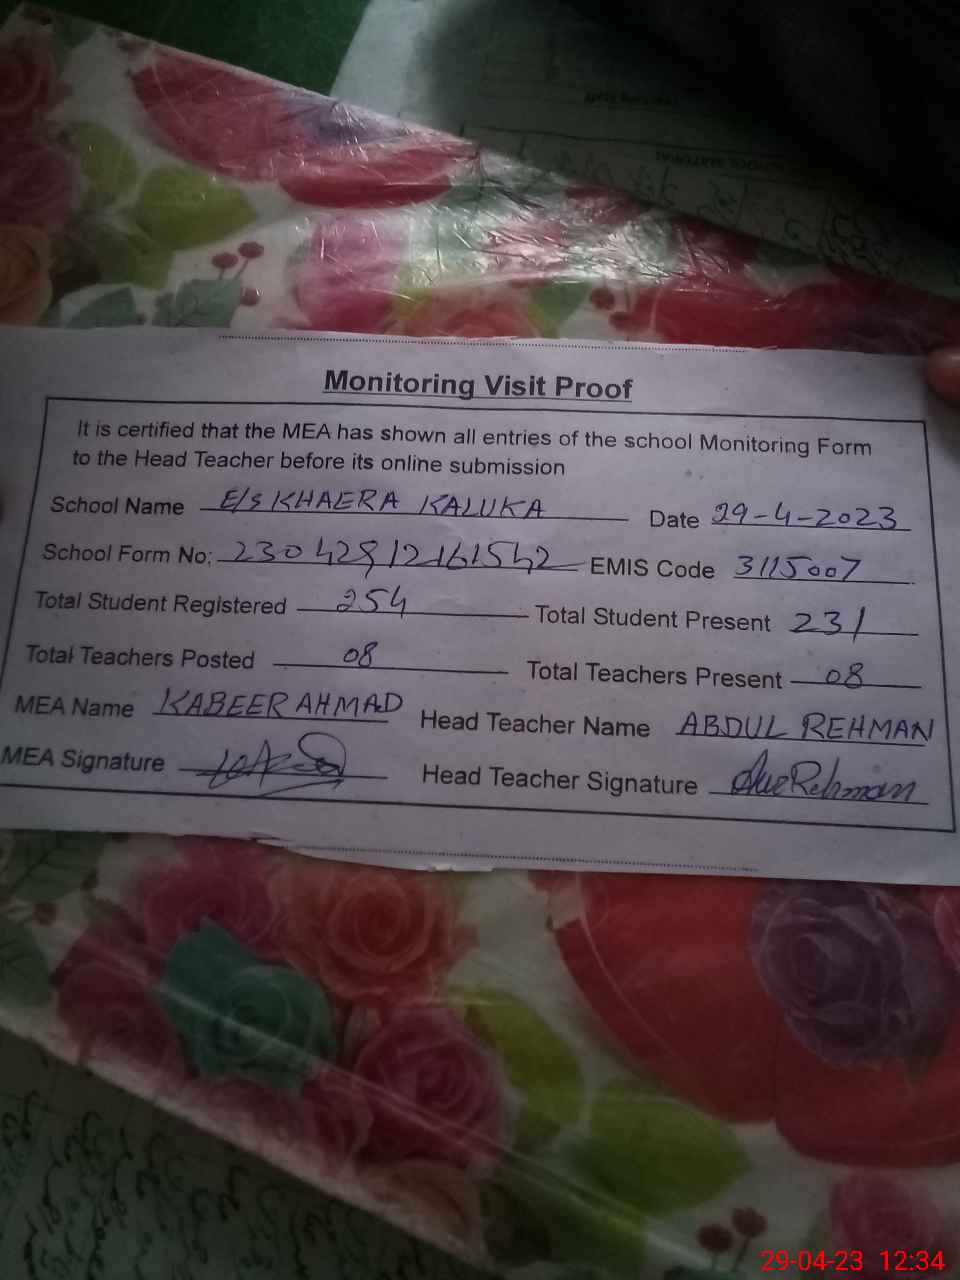 Monitoring Visit Proof
It is certified that the MEA has shown all entries of the school Monitoring Form
to the Head Teacher before its online submission
School Name E/s KHAERA KALUKA Date 29-4-2023
School Form No: 23042912161542 EMIS Code 3115007
Total Student Registered 254 Total Student Present 231
Total Teachers Posted 08 Total Teachers Present 08
MEA Name KABEER AHMAD Head Teacher Name ABDUL REHMAN
MEA Signature Head Teacher Signature Rehman
29-04-23 12:34